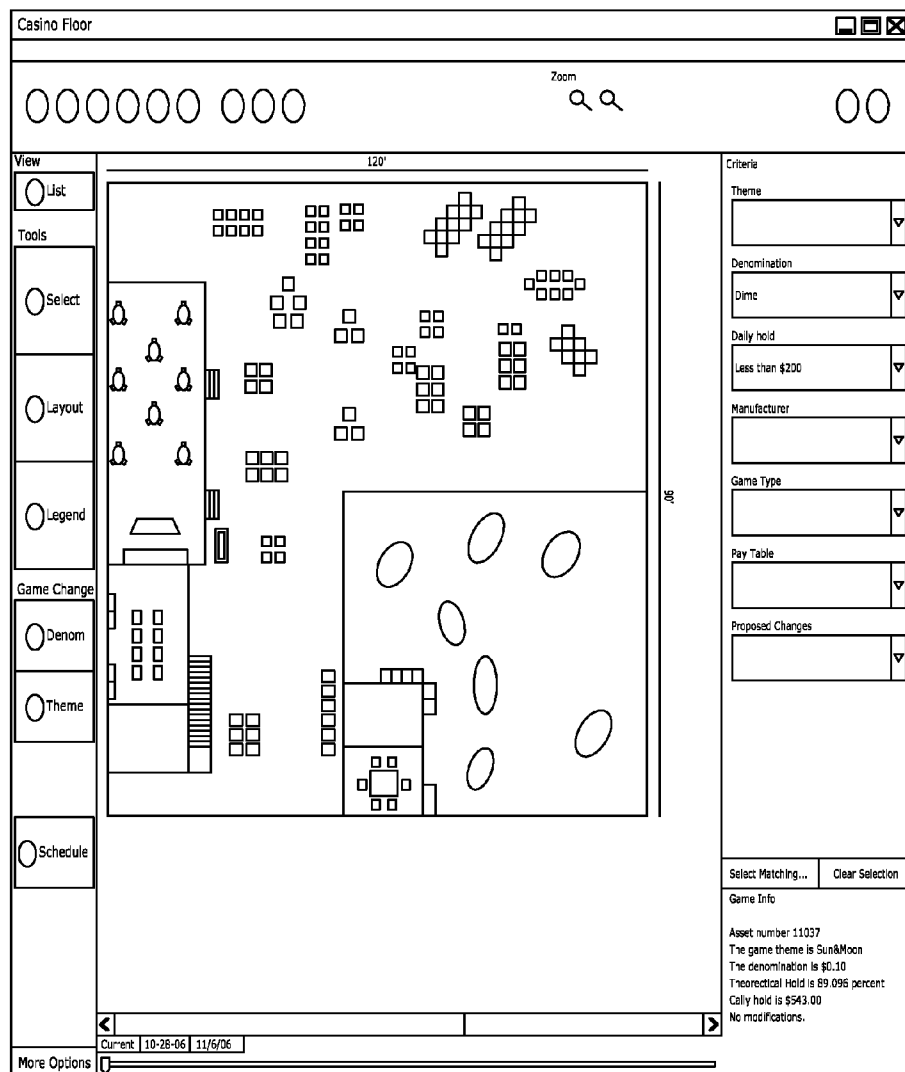 Casino Floor
Zoom
View
List
Tools
Select
Layout
Legend
Game Change
Denom
Theme
Schedule
More Options
120'
90'
Criteria
Theme
Denomination
Dime
Daily hold
Less than $200
Manufacturer
Game Type
Pay Table
Proposed Changes
Select Matching... Clear Selection
Game Info
Asset number 11037
The game theme is Sun&Moon
The denomination is $0.10
Theorectical Hold is 89.096 percent
Cally hold is $543.00
No modifications.
Current 10-28-06 11/6/06